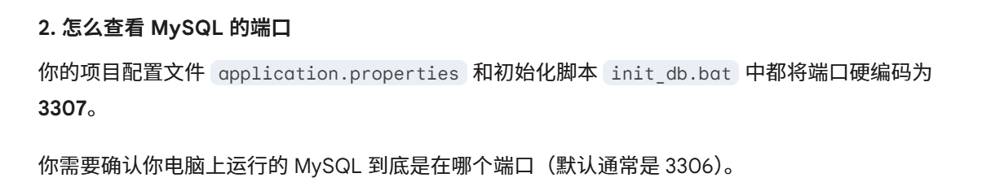 2. 怎么查看 MySQL 的端口
你的项目配置文件 application.properties 和初始化脚本 init_db.bat 中都将端口硬编码为
3307。
你需要确认你电脑上运行的 MySQL 到底是在哪个端口（默认通常是 3306）。